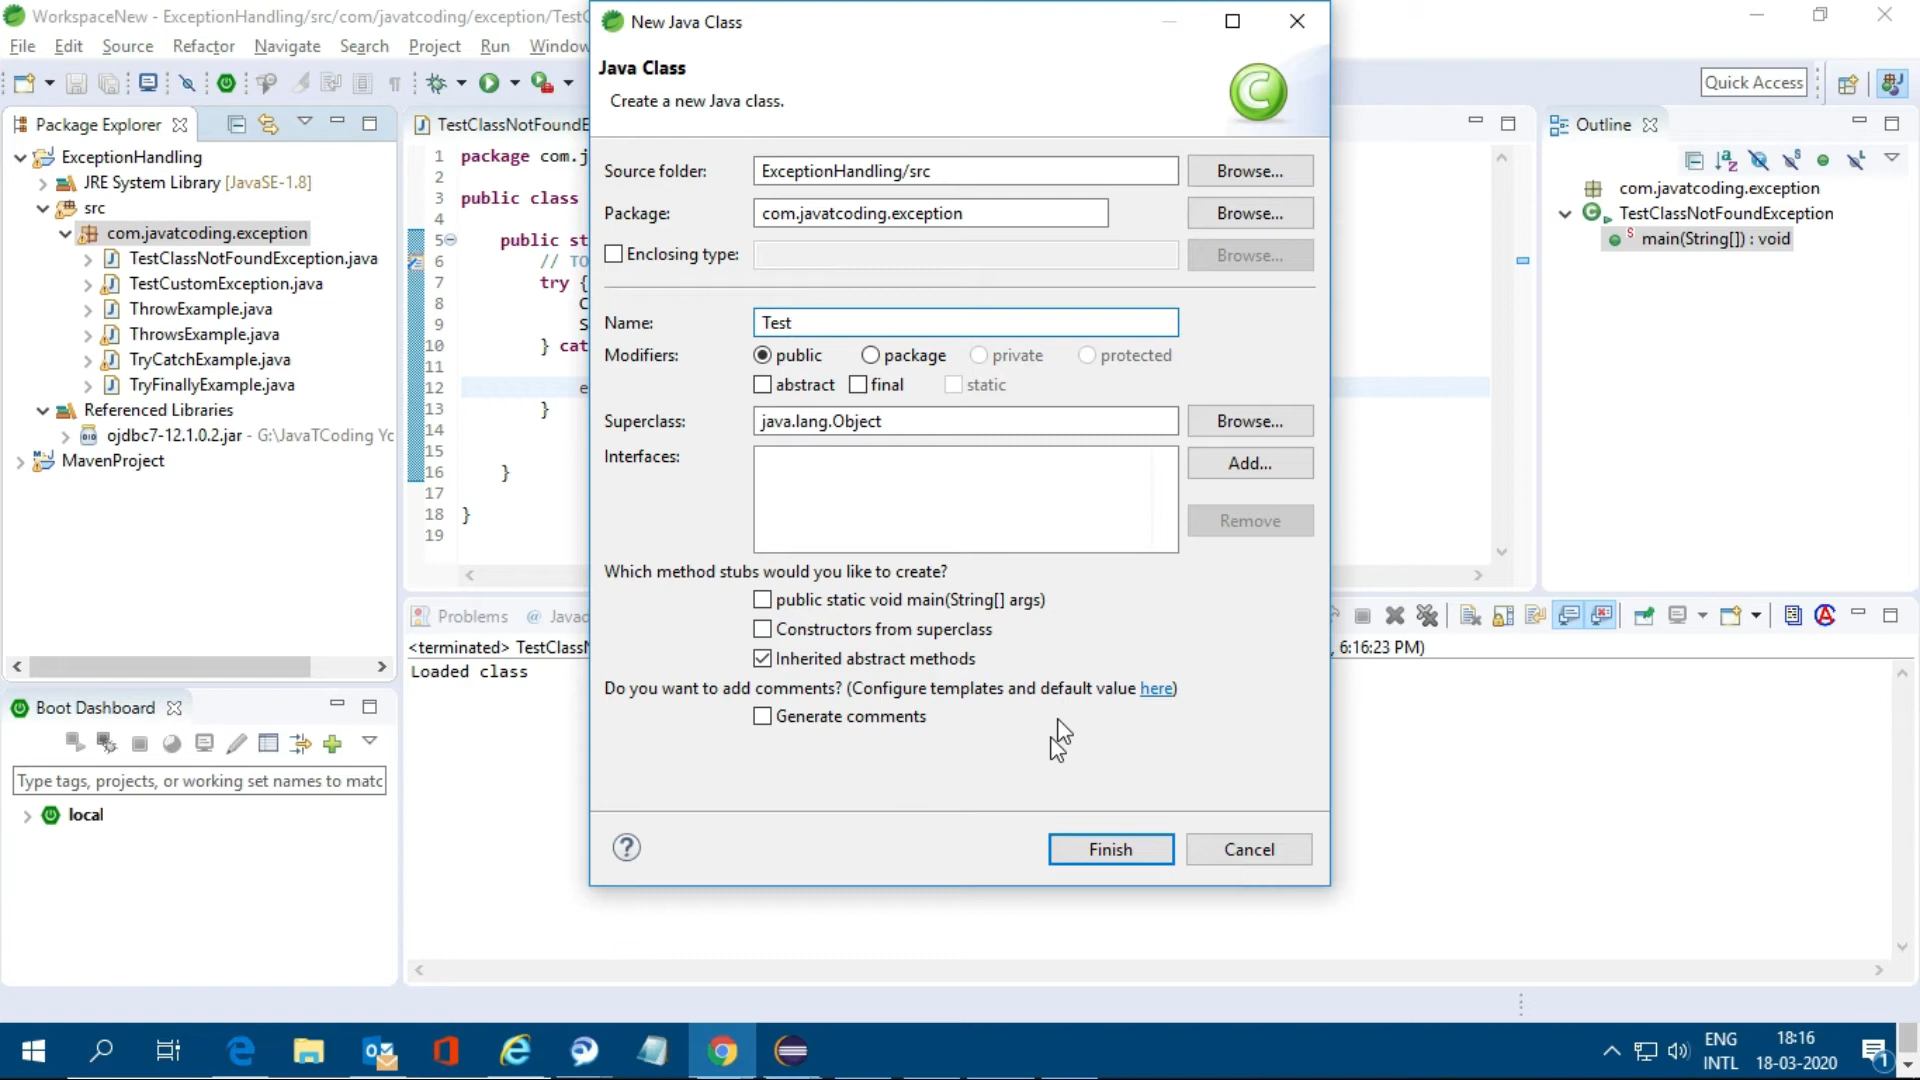 WorkspaceNew - ExceptionHandling/src/com/javatcoding/exception/TestC
File Edit Source Refactor Navigate Search Project Run Window
Quick Access
Package Explorer
ExceptionHandling
JRE System Library [JavaSE-1.8]
src
com.javatcoding.exception
TestClassNotFoundException.java
TestCustomException.java
ThrowExample.java
ThrowsExample.java
TryCatchExample.java
TryFinallyExample.java
Referenced Libraries
ojdbc7-12.1.0.2.jar - G:\JavaTCoding Yc
MavenProject
Boot Dashboard
Type tags, projects, or working set names to matc
local
TestClassNotFoundE
1 package com.j
2
3 public class
4
5 public st
6 // TO
7 try {
8 C
9 S
10 } cat
11
12 e
13 }
14
15
16 }
17
18 }
19
New Java Class
Java Class
Create a new Java class.
Source folder: ExceptionHandling/src Browse...
Package: com.javatcoding.exception Browse...
Enclosing type: Browse...
Name: Test
Modifiers: public package private protected
abstract final static
Superclass: java.lang.Object Browse...
Interfaces: Add...
Remove
Which method stubs would you like to create?
public static void main(String[] args)
Constructors from superclass
Inherited abstract methods
Do you want to add comments? (Configure templates and default value here)
Generate comments
Finish Cancel
Outline
com.javatcoding.exception
TestClassNotFoundException
main(String[]) : void
Problems @ Javad
<terminated> TestClassN , 6:16:23 PM)
Loaded class
ENG
INTL
18:16
18-03-2020
1